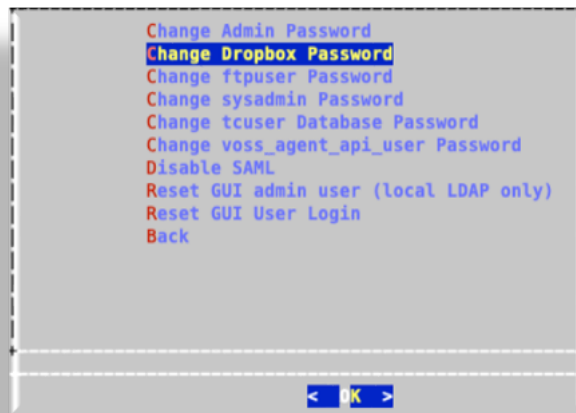 Change Admin Password
Change Dropbox Password
Change ftpuser Password
Change sysadmin Password
Change tcuser Database Password
Change voss_agent_api_user Password
Disable SAML
Reset GUI admin user (local LDAP only)
Reset GUI User Login
Back
< OK >